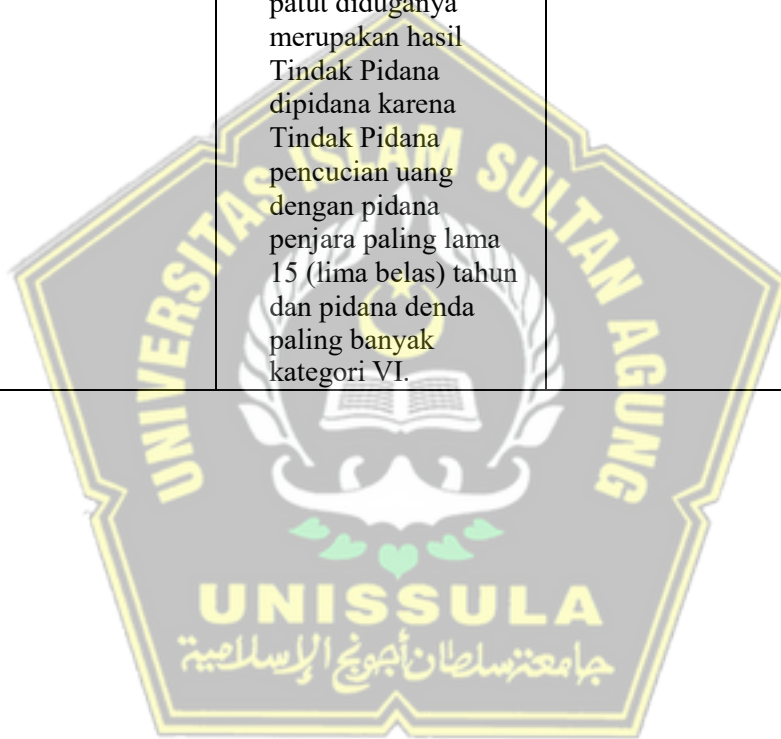 patut diduganya
merupakan hasil
Tindak Pidana
dipidana karena
Tindak Pidana
pencucian uang
dengan pidana
penjara paling lama
15 (lima belas) tahun
dan pidana denda
paling banyak
kategori VI.
UNIVERSITAS ISLAM SULTAN AGUNG
UNISSULA
جامعة سلطان أجونج الإسلامية